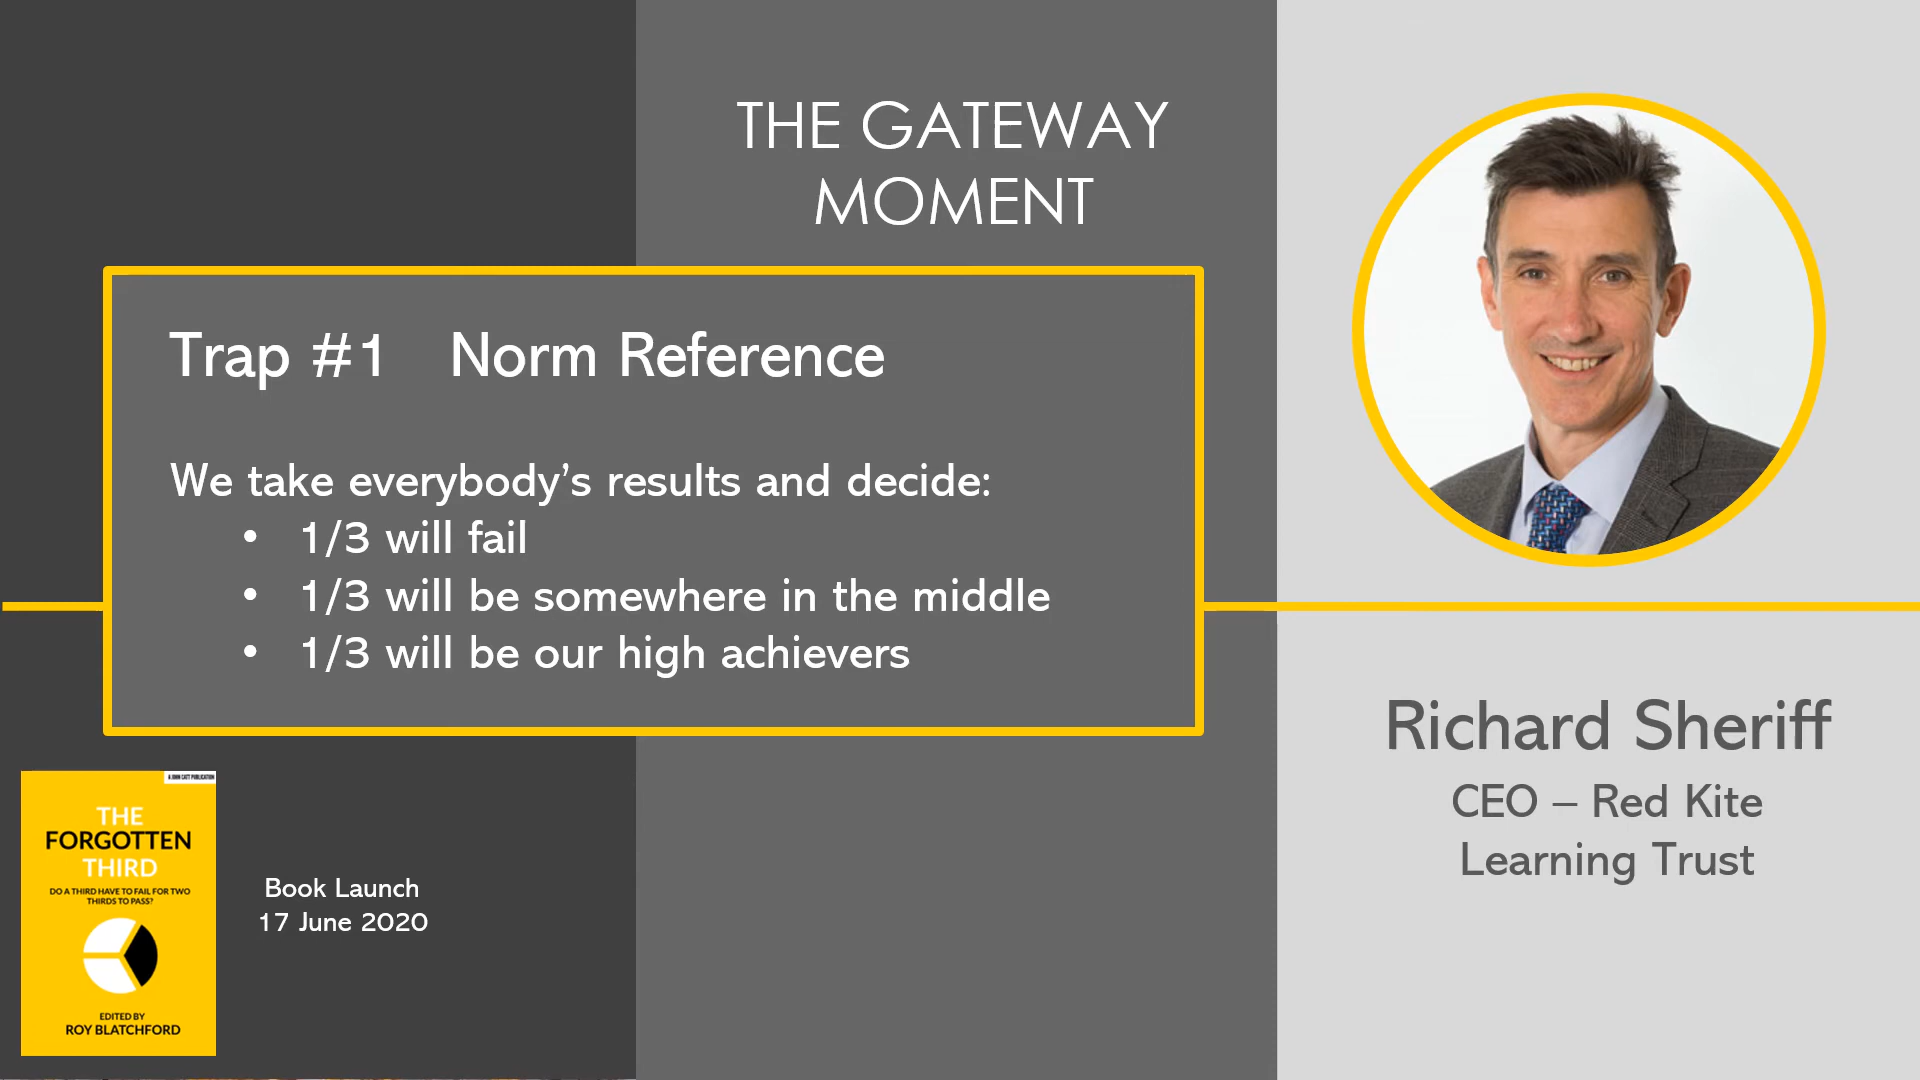 THE GATEWAY
MOMENT
Trap #1 Norm Reference
We take everybody’s results and decide:
• 1/3 will fail
• 1/3 will be somewhere in the middle
• 1/3 will be our high achievers
Richard Sheriff
CEO – Red Kite
Learning Trust
A JOHN CATT PUBLICATION
THE
FORGOTTEN
THIRD
DO A THIRD HAVE TO FAIL FOR TWO
THIRDS TO PASS?
EDITED BY
ROY BLATCHFORD
Book Launch
17 June 2020